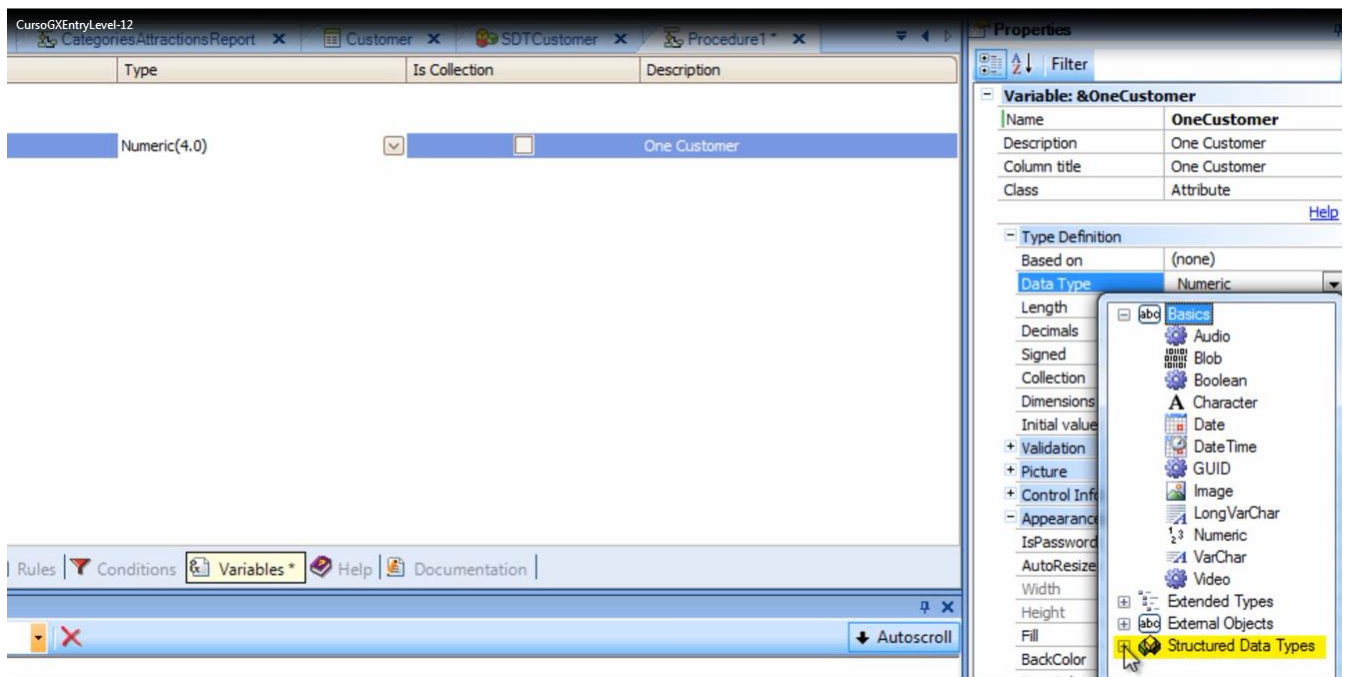 CursoGXEntryLevel-12
CategoriesAttractionsReport Customer SDTCustomer Procedure1 *
Type Is Collection Description
Numeric(4.0) One Customer
Rules Conditions Variables * Help Documentation
Autoscroll
Properties
Filter
Variable: &OneCustomer
Name OneCustomer
Description One Customer
Column title One Customer
Class Attribute
Help
Type Definition
Based on (none)
Data Type Numeric
Length
Decimals
Signed
Collection
Dimensions
Initial value
Validation
Picture
Control Info
Appearance
IsPassword
AutoResize
Width
Height
Fill
BackColor
Basics
Audio
Blob
Boolean
Character
Date
DateTime
GUID
Image
LongVarChar
Numeric
VarChar
Video
Extended Types
External Objects
Structured Data Types